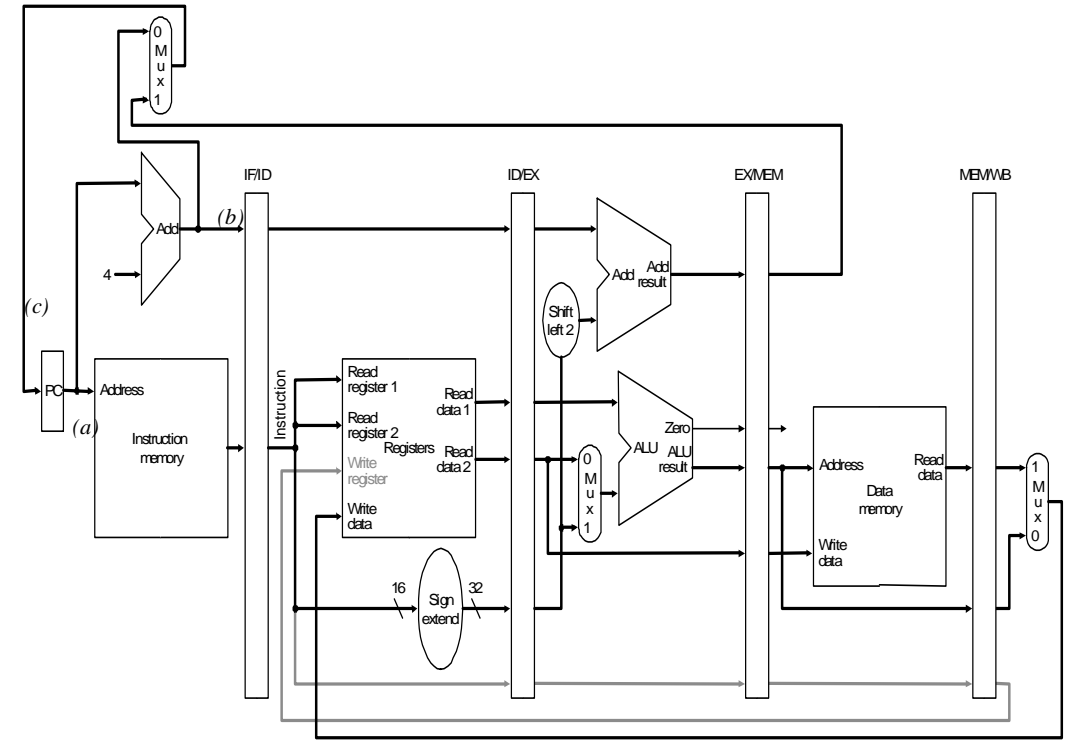 0
M
u
x
1
IF/ID
ID/EX
EX/MEM
MEM/WB
(b)
Add
4
(c)
Add
Add
result
Shift
left 2
PC
Address
(a)
Instruction
memory
Instruction
Read
register 1
Read
register 2
Registers
Write
register
Write
data
Read
data 1
Read
data 2
Zero
ALU
ALU
result
0
M
u
x
1
Address
Read
data
Data
memory
Write
data
1
M
u
x
0
16
Sign
extend
32